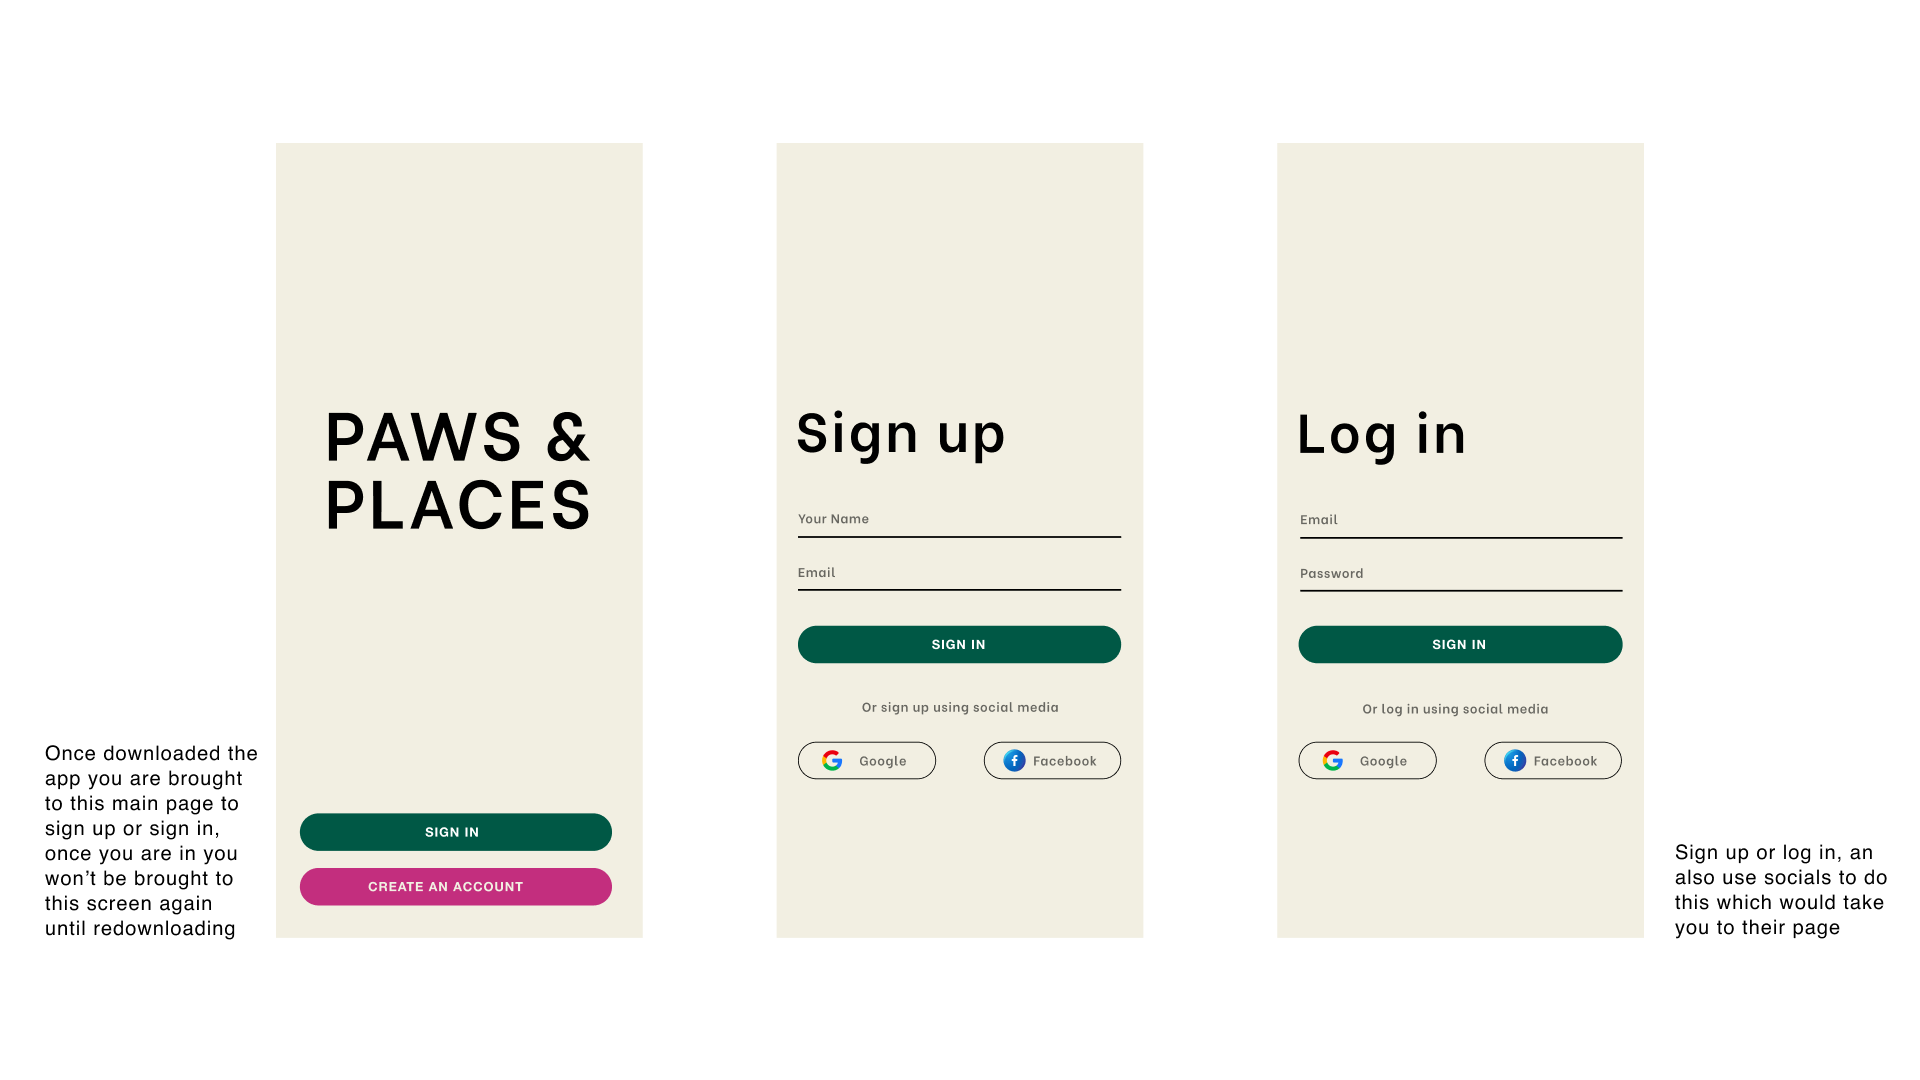 PAWS &
PLACES
SIGN IN
CREATE AN ACCOUNT
Once downloaded the
app you are brought
to this main page to
sign up or sign in,
once you are in you
won’t be brought to
this screen again
until redownloading
Sign up
Your Name
Email
SIGN IN
Or sign up using social media
Google
Facebook
Log in
Email
Password
SIGN IN
Or log in using social media
Google
Facebook
Sign up or log in, an
also use socials to do
this which would take
you to their page